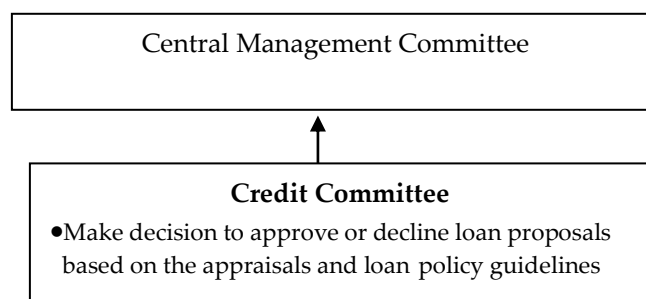 Central Management Committee
Credit Committee
●Make decision to approve or decline loan proposals
based on the appraisals and loan policy guidelines